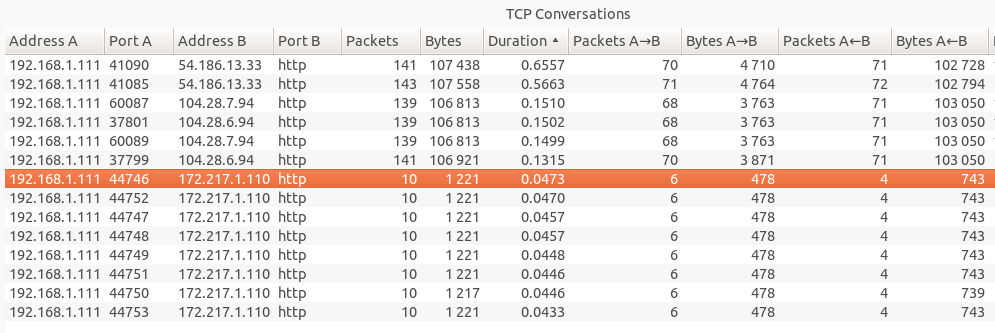 TCP Conversations
Address A Port A Address B Port B Packets Bytes Duration Packets A→B Bytes A→B Packets A←B Bytes A←B
192.168.1.111 41090 54.186.13.33 http 141 107 438 0.6557 70 4 710 71 102 728
192.168.1.111 41085 54.186.13.33 http 143 107 558 0.5663 71 4 764 72 102 794
192.168.1.111 60087 104.28.7.94 http 139 106 813 0.1510 68 3 763 71 103 050
192.168.1.111 37801 104.28.6.94 http 139 106 813 0.1502 68 3 763 71 103 050
192.168.1.111 60089 104.28.7.94 http 139 106 813 0.1499 68 3 763 71 103 050
192.168.1.111 37799 104.28.6.94 http 141 106 921 0.1315 70 3 871 71 103 050
192.168.1.111 44746 172.217.1.110 http 10 1 221 0.0473 6 478 4 743
192.168.1.111 44752 172.217.1.110 http 10 1 221 0.0470 6 478 4 743
192.168.1.111 44747 172.217.1.110 http 10 1 221 0.0457 6 478 4 743
192.168.1.111 44748 172.217.1.110 http 10 1 221 0.0457 6 478 4 743
192.168.1.111 44749 172.217.1.110 http 10 1 221 0.0448 6 478 4 743
192.168.1.111 44751 172.217.1.110 http 10 1 221 0.0446 6 478 4 743
192.168.1.111 44750 172.217.1.110 http 10 1 217 0.0446 6 478 4 739
192.168.1.111 44753 172.217.1.110 http 10 1 221 0.0433 6 478 4 743